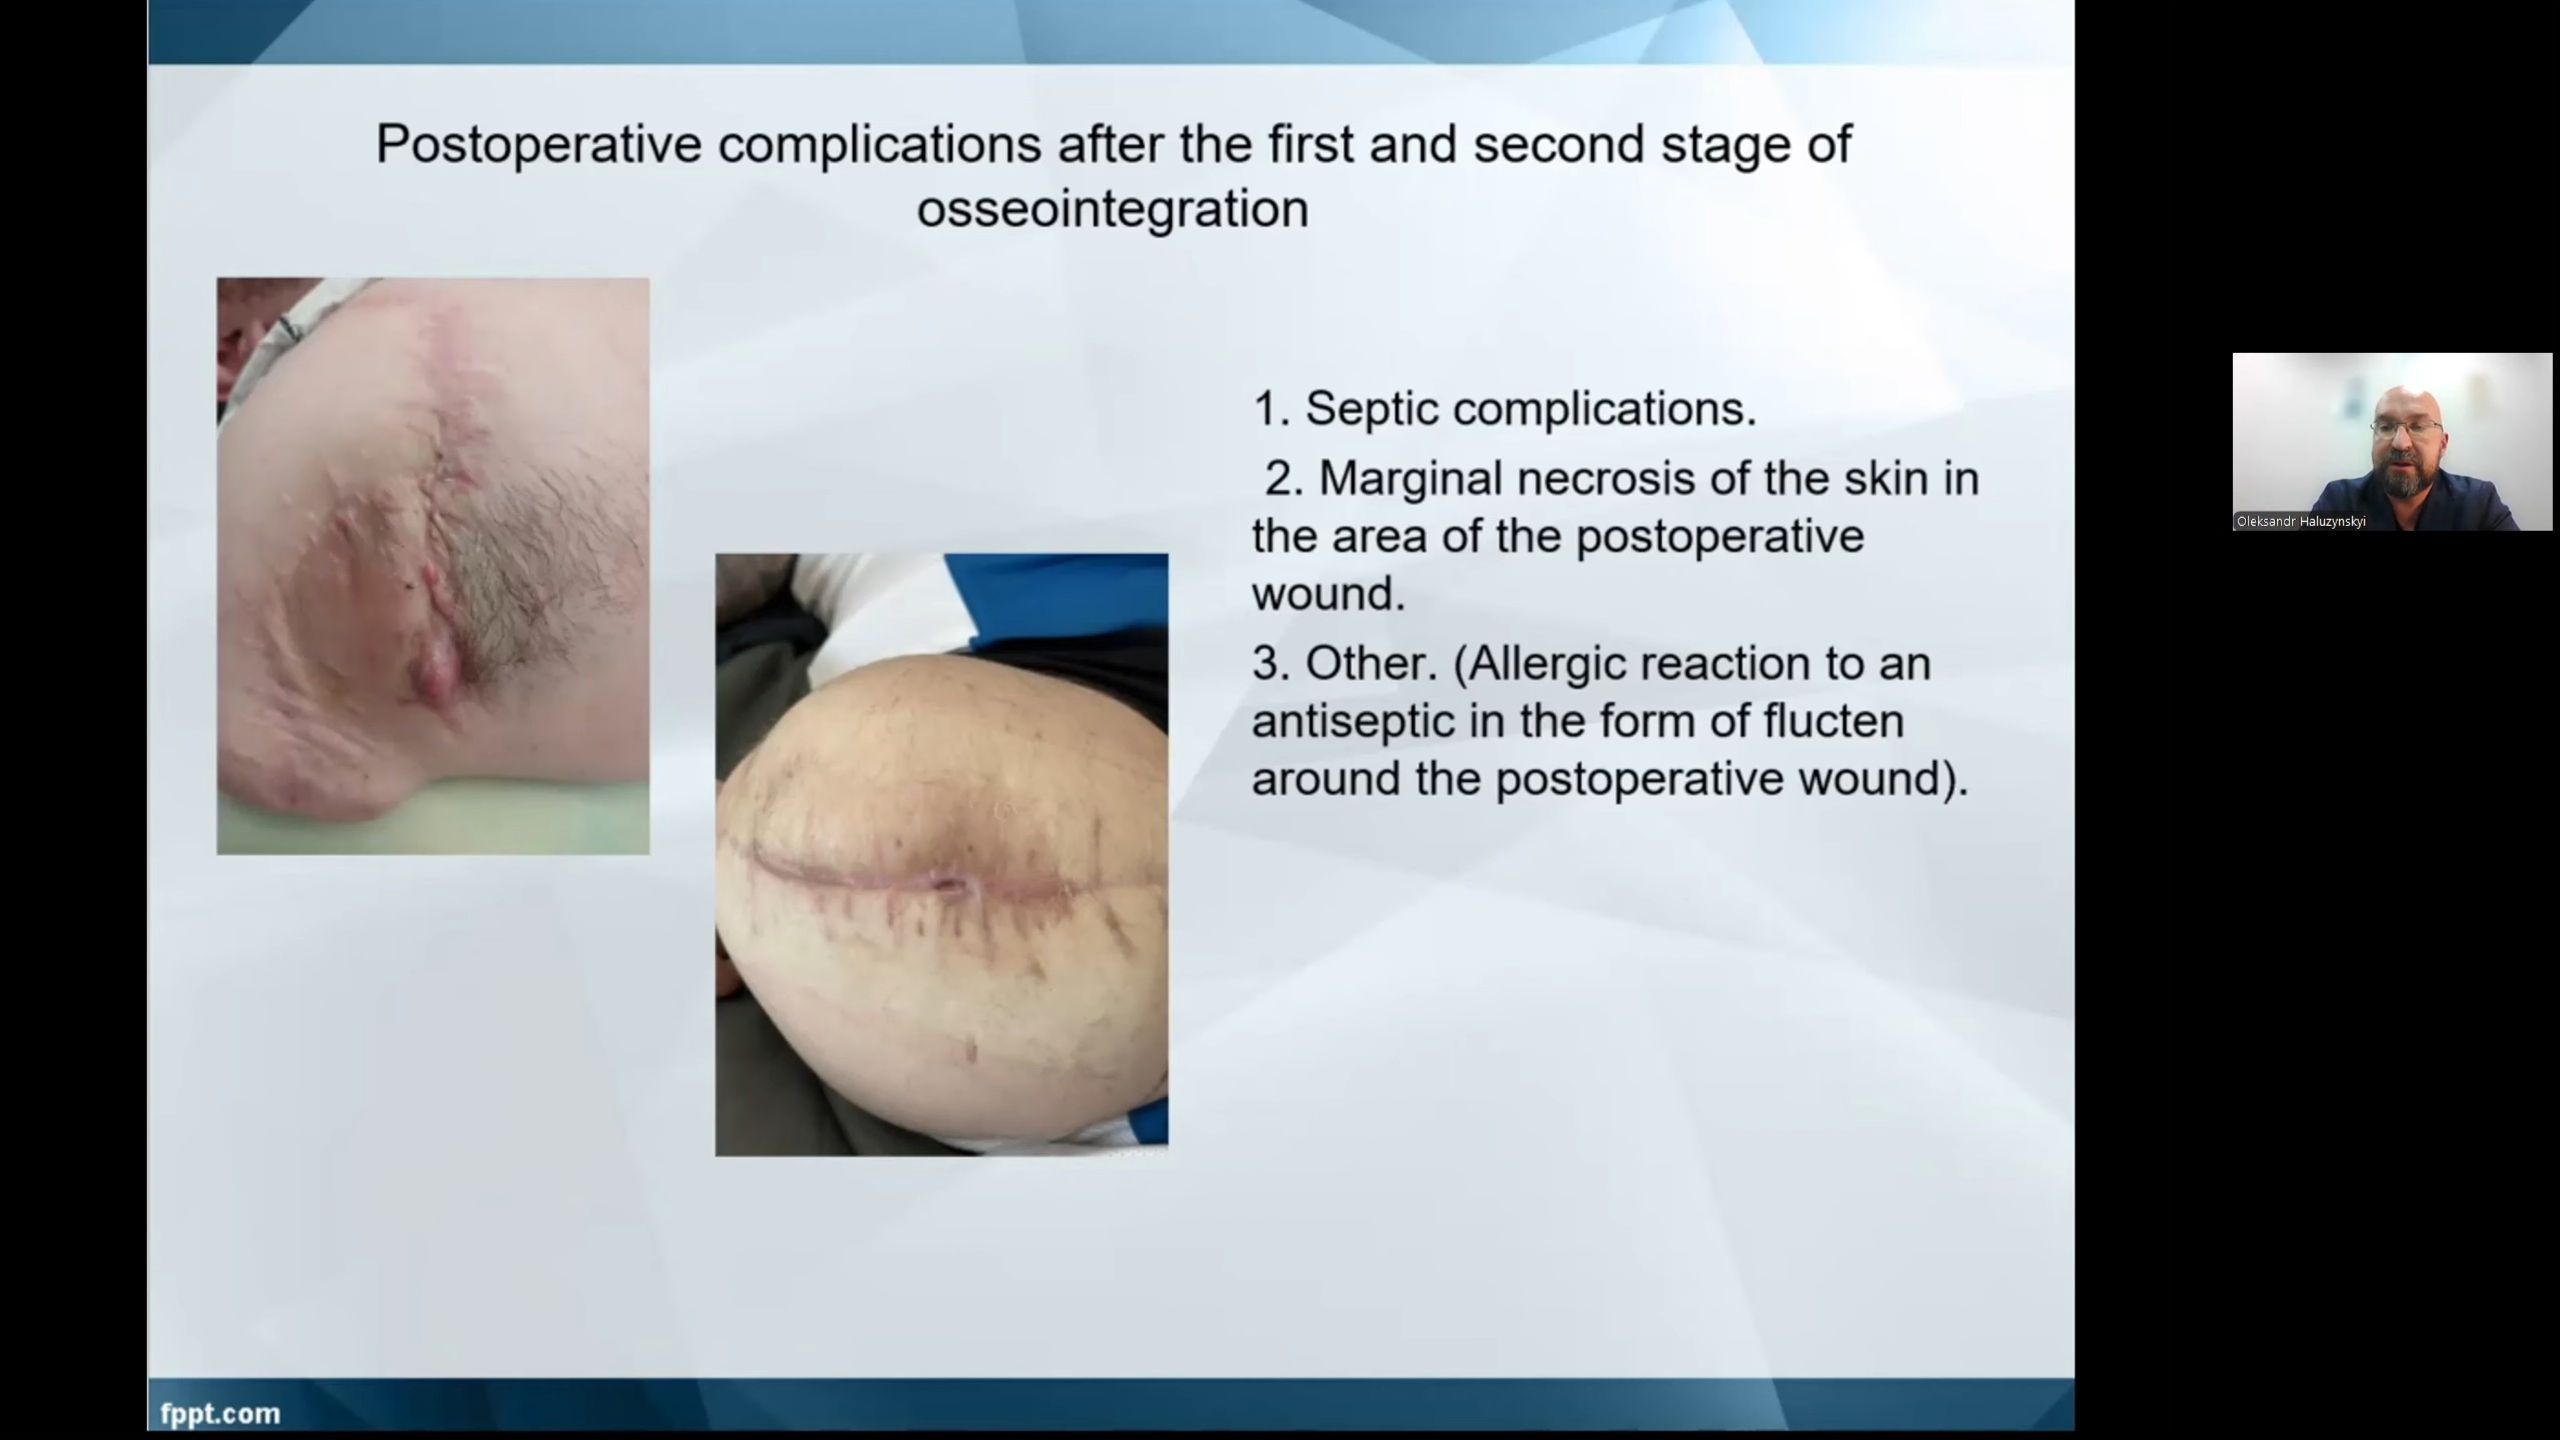 Postoperative complications after the first and second stage of
osseointegration
1. Septic complications.
2. Marginal necrosis of the skin in
the area of the postoperative
wound.
3. Other. (Allergic reaction to an
antiseptic in the form of flucten
around the postoperative wound).
Oleksandr Haluzynskyi
fppt.com